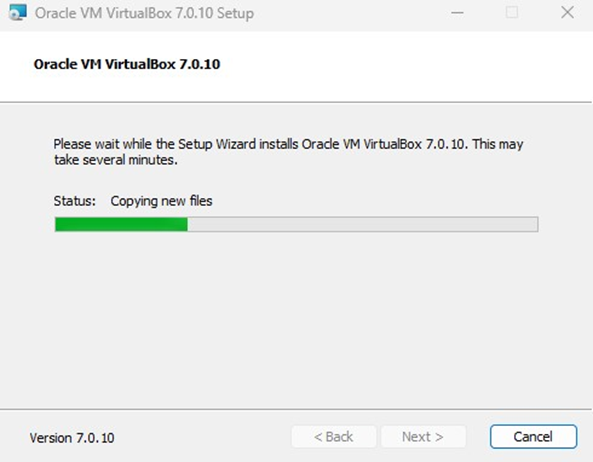 Oracle VM VirtualBox 7.0.10 Setup
Oracle VM VirtualBox 7.0.10
Please wait while the Setup Wizard installs Oracle VM VirtualBox 7.0.10. This may
take several minutes.
Status: Copying new files
Version 7.0.10
< Back
Next >
Cancel